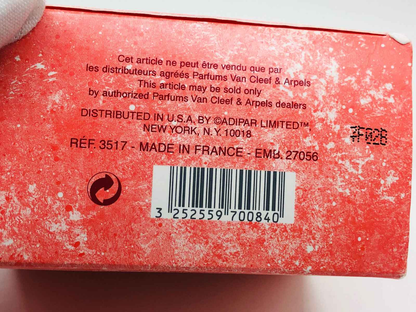 Cet article ne peut être vendu que par
les distributeurs agréés Parfums Van Cleef & Arpels
This article may be sold only
by authorized Parfums Van Cleef & Arpels dealers
DISTRIBUTED IN U.S.A. BY ©ADIPAR LIMITED™
NEW YORK, N.Y. 10018
7F02B
RÉF. 3517 - MADE IN FRANCE - EMB. 27056
3 252559 700840